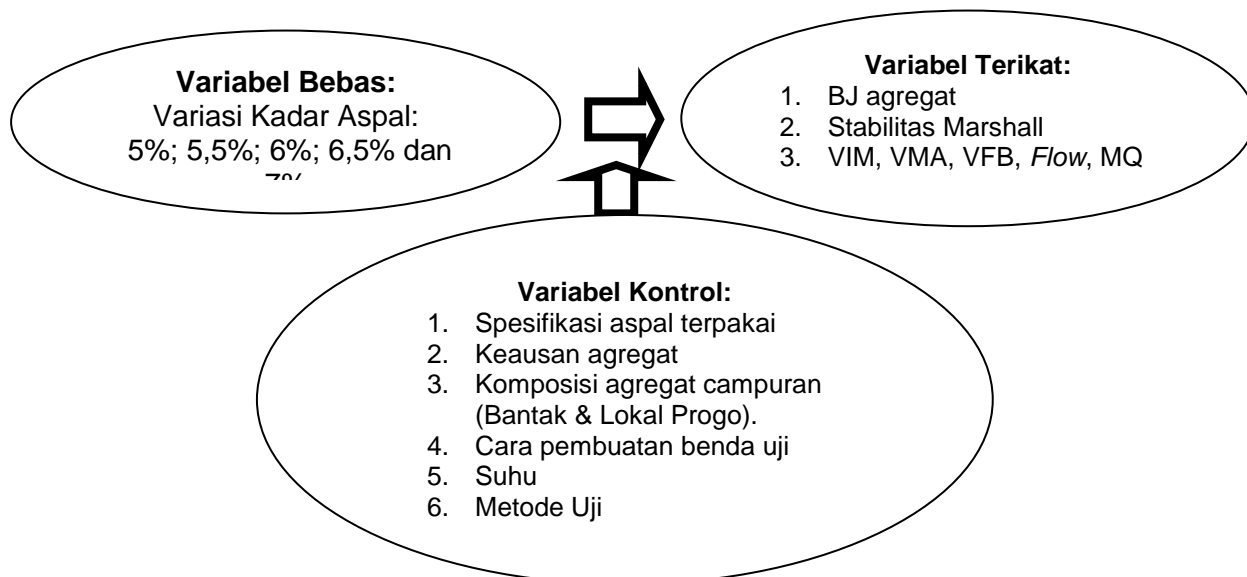 Variabel Bebas:
Variasi Kadar Aspal:
5%; 5,5%; 6%; 6,5% dan
7%
Variabel Terikat:
1. BJ agregat
2. Stabilitas Marshall
3. VIM, VMA, VFB, Flow, MQ
Variabel Kontrol:
1. Spesifikasi aspal terpakai
2. Keausan agregat
3. Komposisi agregat campuran
(Bantak & Lokal Progo).
4. Cara pembuatan benda uji
5. Suhu
6. Metode Uji